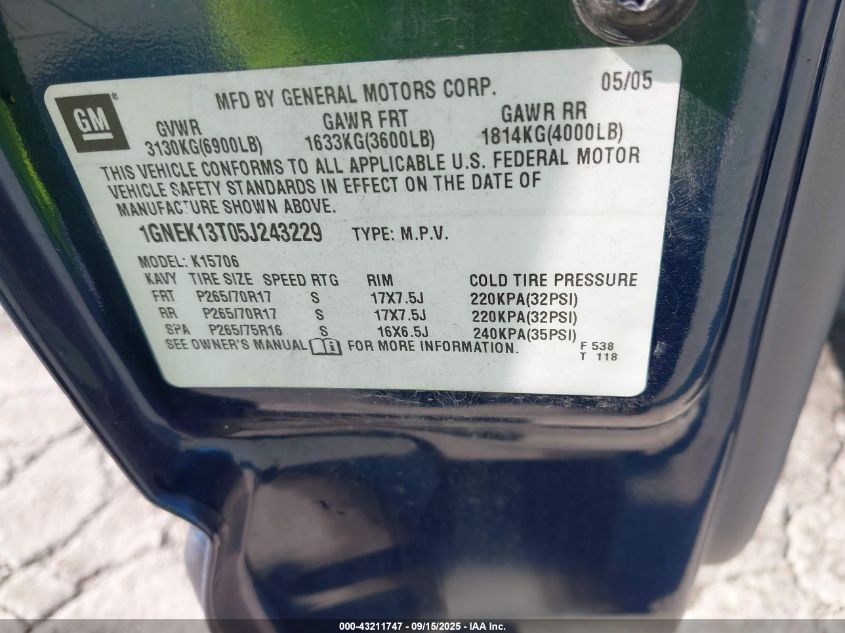 MFD BY GENERAL MOTORS CORP. 05/05
GM
GVWR GAWR FRT GAWR RR
3130KG(6900LB) 1633KG(3600LB) 1814KG(4000LB)
THIS VEHICLE CONFORMS TO ALL APPLICABLE U.S. FEDERAL MOTOR
VEHICLE SAFETY STANDARDS IN EFFECT ON THE DATE OF
MANUFACTURE SHOWN ABOVE.
1GNEK13T05J243229 TYPE: M.P.V.
MODEL: K15706
KAVY TIRE SIZE SPEED RTG RIM COLD TIRE PRESSURE
FRT P265/70R17 S 17X7.5J 220KPA(32PSI)
RR P265/70R17 S 17X7.5J 220KPA(32PSI)
SPA P265/75R16 S 16X6.5J 240KPA(35PSI)
SEE OWNER'S MANUAL FOR MORE INFORMATION. F 538
T 118
000-43211747 - 09/15/2025 - IAA Inc.